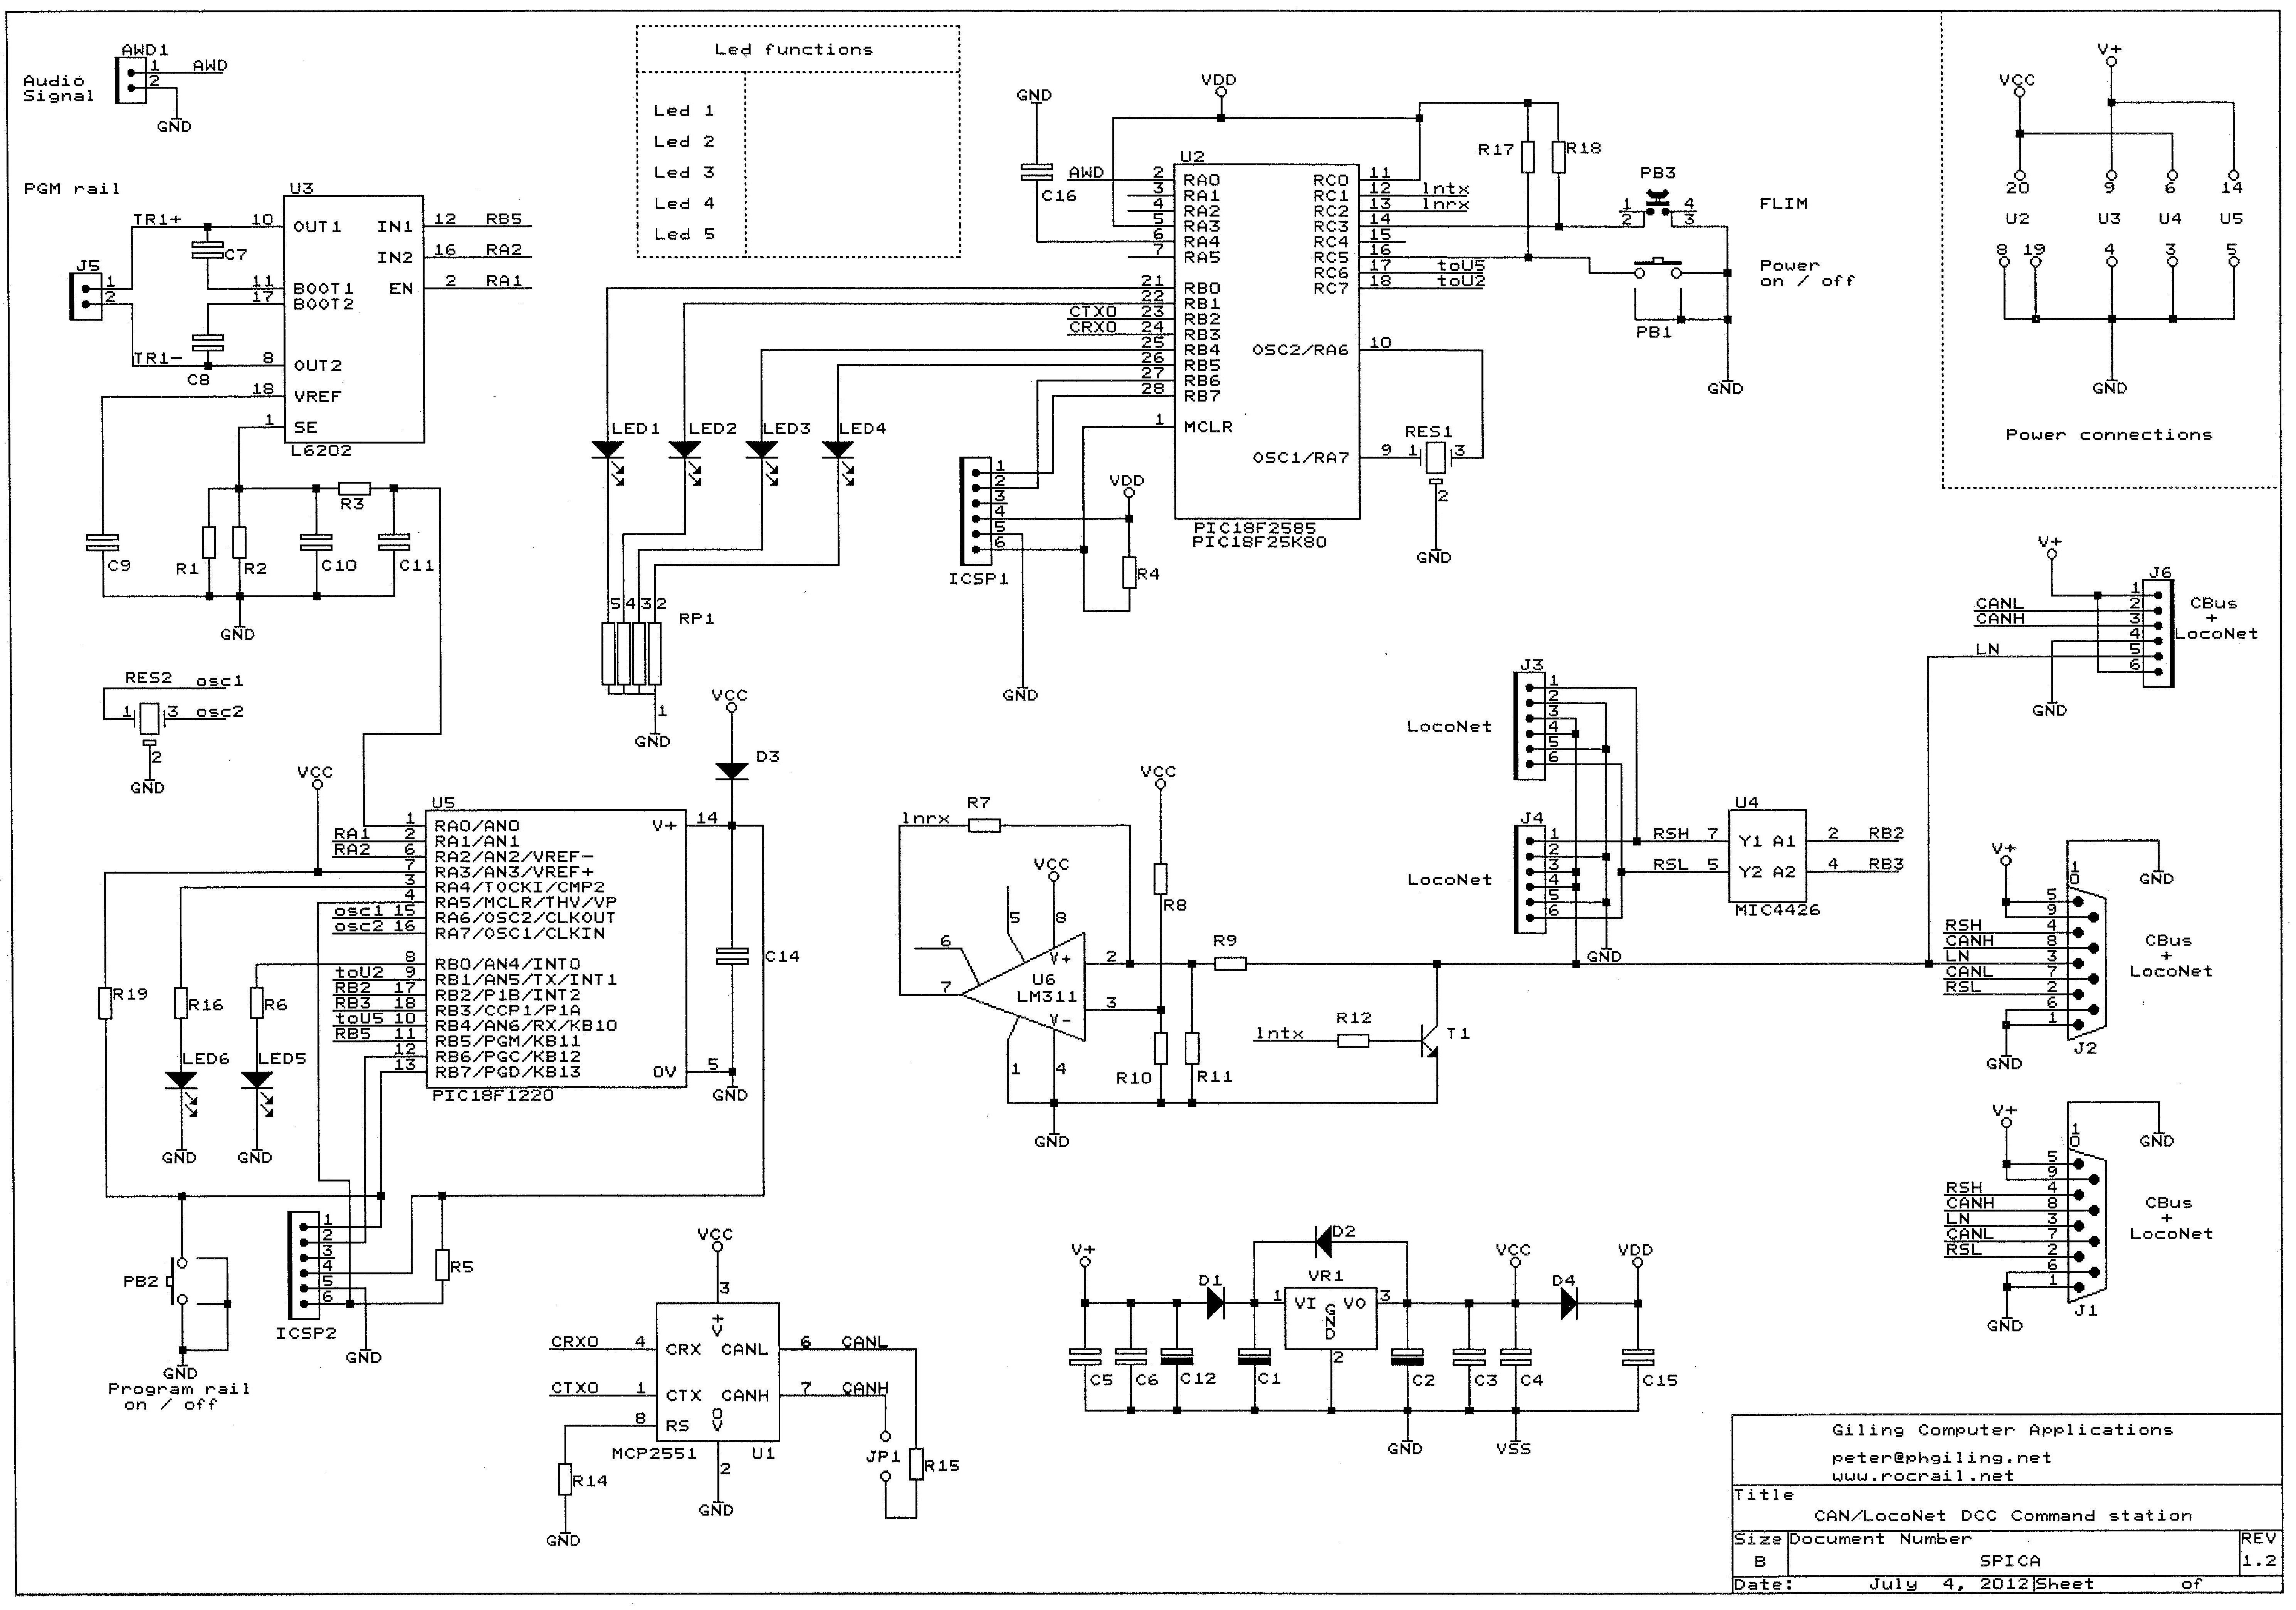 AWD1
Audio
Signal
1 AWD
2
GND
PGM rail
U3
TR1+ 10 OUT1 IN1 12 RB5
C7
IN2 16 RA2
J5
1
2
11 BOOT1 EN 2 RA1
17 BOOT2
TR1- 8 OUT2
C8
18 VREF
1 SE
L6202
R3
C9 R1 R2 C10 C11
GND
RES2 osc1
1 3 osc2
2
GND
Led functions
Led 1
Led 2
Led 3
Led 4
Led 5
GND
VDD
C16
U2
AWD 2 RA0 RC0 11
3 RA1 RC1 12 lntx
4 RA2 RC2 13 lnrx
5 RA3 RC3 14
6 RA4 RC4 15
7 RA5 RC5 16
RC6 17 toU5
21 RB0 RC7 18 toU2
22 RB1
CTX0 23 RB2
CRX0 24 RB3
25 RB4 OSC2/RA6 10
26 RB5
27 RB6
28 RB7
1 MCLR
OSC1/RA7 9
PIC18F2585
PIC18F25K80
RES1
1 3
2
GND
R17 R18
PB3
1 4
2 3
FLIM
Power
on / off
PB1
GND
LED1 LED2 LED3 LED4
5 4 3 2
RP1
1
GND
1
2
3
4
5
6
ICSP1
VDD
R4
GND
V+
VCC
20 9 6 14
U2 U3 U4 U5
8 19 4 3 5
GND
Power connections
V+
J6
1
CANL 2
CANH 3
4
LN 5
6
CBus
+
LocoNet
GND
VCC
D3
VCC
U5
1 RA0/AN0 V+ 14
RA1 2 RA1/AN1
RA2 6 RA2/AN2/VREF-
7 RA3/AN3/VREF+
3 RA4/TOCKI/CMP2
4 RA5/MCLR/THV/VP
osc1 15 RA6/OSC2/CLKOUT
osc2 16 RA7/OSC1/CLKIN
8 RB0/AN4/INT0
toU2 9 RB1/AN5/TX/INT1
RB2 17 RB2/P1B/INT2
RB3 18 RB3/CCP1/P1A
toU5 10 RB4/AN6/RX/KB10
RB5 11 RB5/PGM/KB11
12 RB6/PGC/KB12
13 RB7/PGD/KB13 0V 5
PIC18F1220
C14
GND
R19 R16 R6
LED6 LED5
GND GND
PB2
GND
Program rail
on / off
1
2
3
4
5
6
ICSP2
R5
GND
lnrx R7
VCC
VCC
5 8
6
R8
V+ 2
U6
LM311
7
3
V-
1 4
R9
R10 R11
lntx R12
T1
GND
J3
1
2
3
4
5
6
LocoNet
J4
1
2
3
4
5
6
LocoNet
GND
U4
RSH 7 Y1 A1 2 RB2
RSL 5 Y2 A2 4 RB3
MIC4426
V+
1
0
GND
5
9
RSH 4
CANH 8
LN 3
CANL 7
RSL 2
6
1
GND
J2
CBus
+
LocoNet
V+
1
0
GND
5
9
RSH 4
CANH 8
LN 3
CANL 7
RSL 2
6
1
GND
J1
CBus
+
LocoNet
VCC
3
+
V
CRX0 4 CRX CANL 6 CANL
CTX0 1 CTX CANH 7 CANH
8 RS
0
V
MCP2551 U1
2
R14
GND
GND
JP1
R15
V+ D1
D2
VR1
1 VI GND VO 3
2
VCC D4 VDD
C5 C6 C12 C1 C2 C3 C4 C15
GND VSS
Giling Computer Applications
peter@phgiling.net
www.rocrail.net
Title
CAN/LocoNet DCC Command station
Size Document Number REV
B SPICA 1.2
Date: July 4, 2012 Sheet of